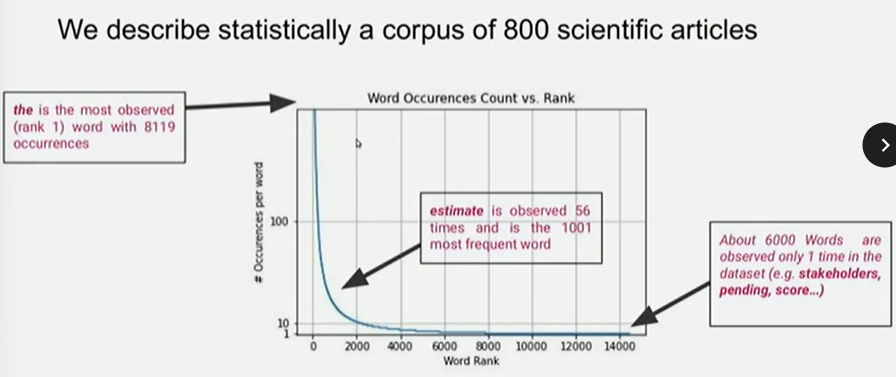 We describe statistically a corpus of 800 scientific articles
the is the most observed
(rank 1) word with 8119
occurrences
Word Occurences Count vs. Rank
# Occurences per word
100
10
1
0 2000 4000 6000 8000 10000 12000 14000
Word Rank
estimate is observed 56
times and is the 1001
most frequent word
About 6000 Words are
observed only 1 time in the
dataset (e.g. stakeholders,
pending, score...)